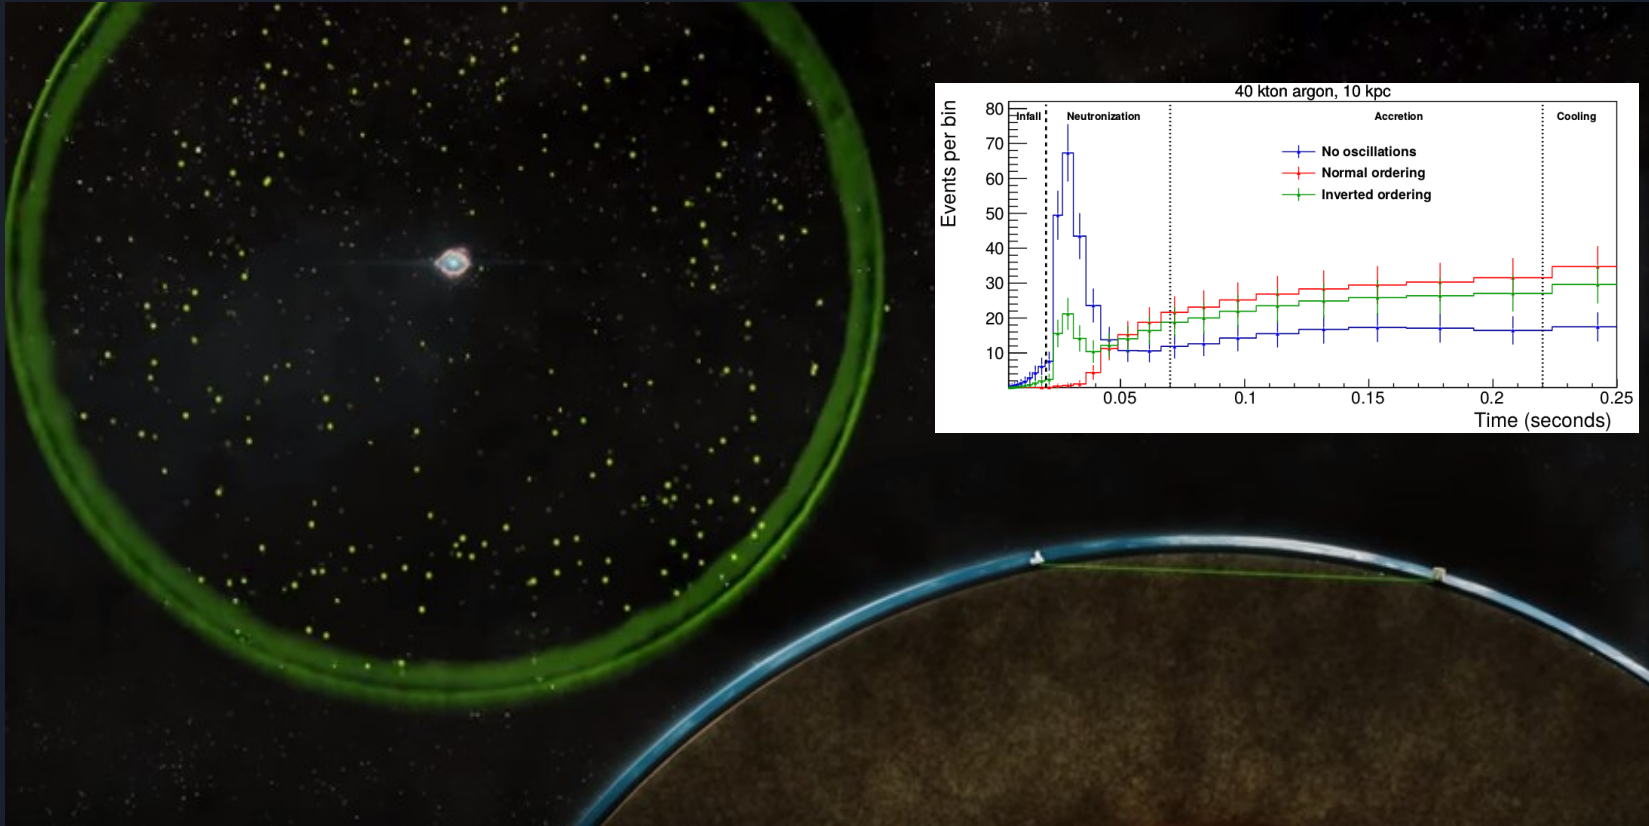 40 kton argon, 10 kpc
Events per bin
80
70
60
50
40
30
20
10
Infall
Neutronization
Accretion
Cooling
No oscillations
Normal ordering
Inverted ordering
0.05
0.1
0.15
0.2
0.25
Time (seconds)